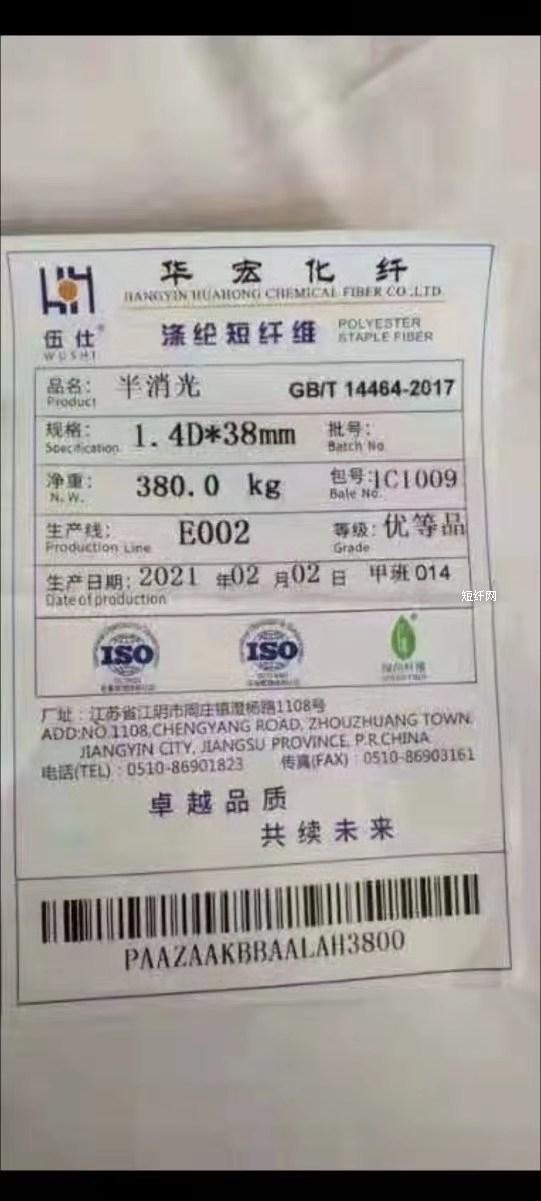 华宏化纤
JIANGYIN HUAHONG CHEMICAL FIBER CO.,LTD.
伍仕®
WUSHI
涤纶短纤维 POLYESTER STAPLE FIBER
品名: 半消光 GB/T 14464-2017
Product
规格: 1.4D*38mm 批号:
Specification Batch No.
净重: 380.0 kg 包号: 1C1009
N.W. Bale No.
生产线: E002 等级: 优等品
Production Line Grade
生产日期: 2021 年 02 月 02 日 甲班 014
Date of production
短纤网
ISO ISO
厂址：江苏省江阴市周庄镇澄杨路1108号
ADD:NO.1108,CHENGYANG ROAD, ZHOUZHUANG TOWN,
JIANGYIN CITY, JIANGSU PROVINCE, P.R.CHINA
电话(TEL)：0510-86901823 传真(FAX)：0510-86903161
卓越品质
共续未来
PAAZAAKBBAALAH3800